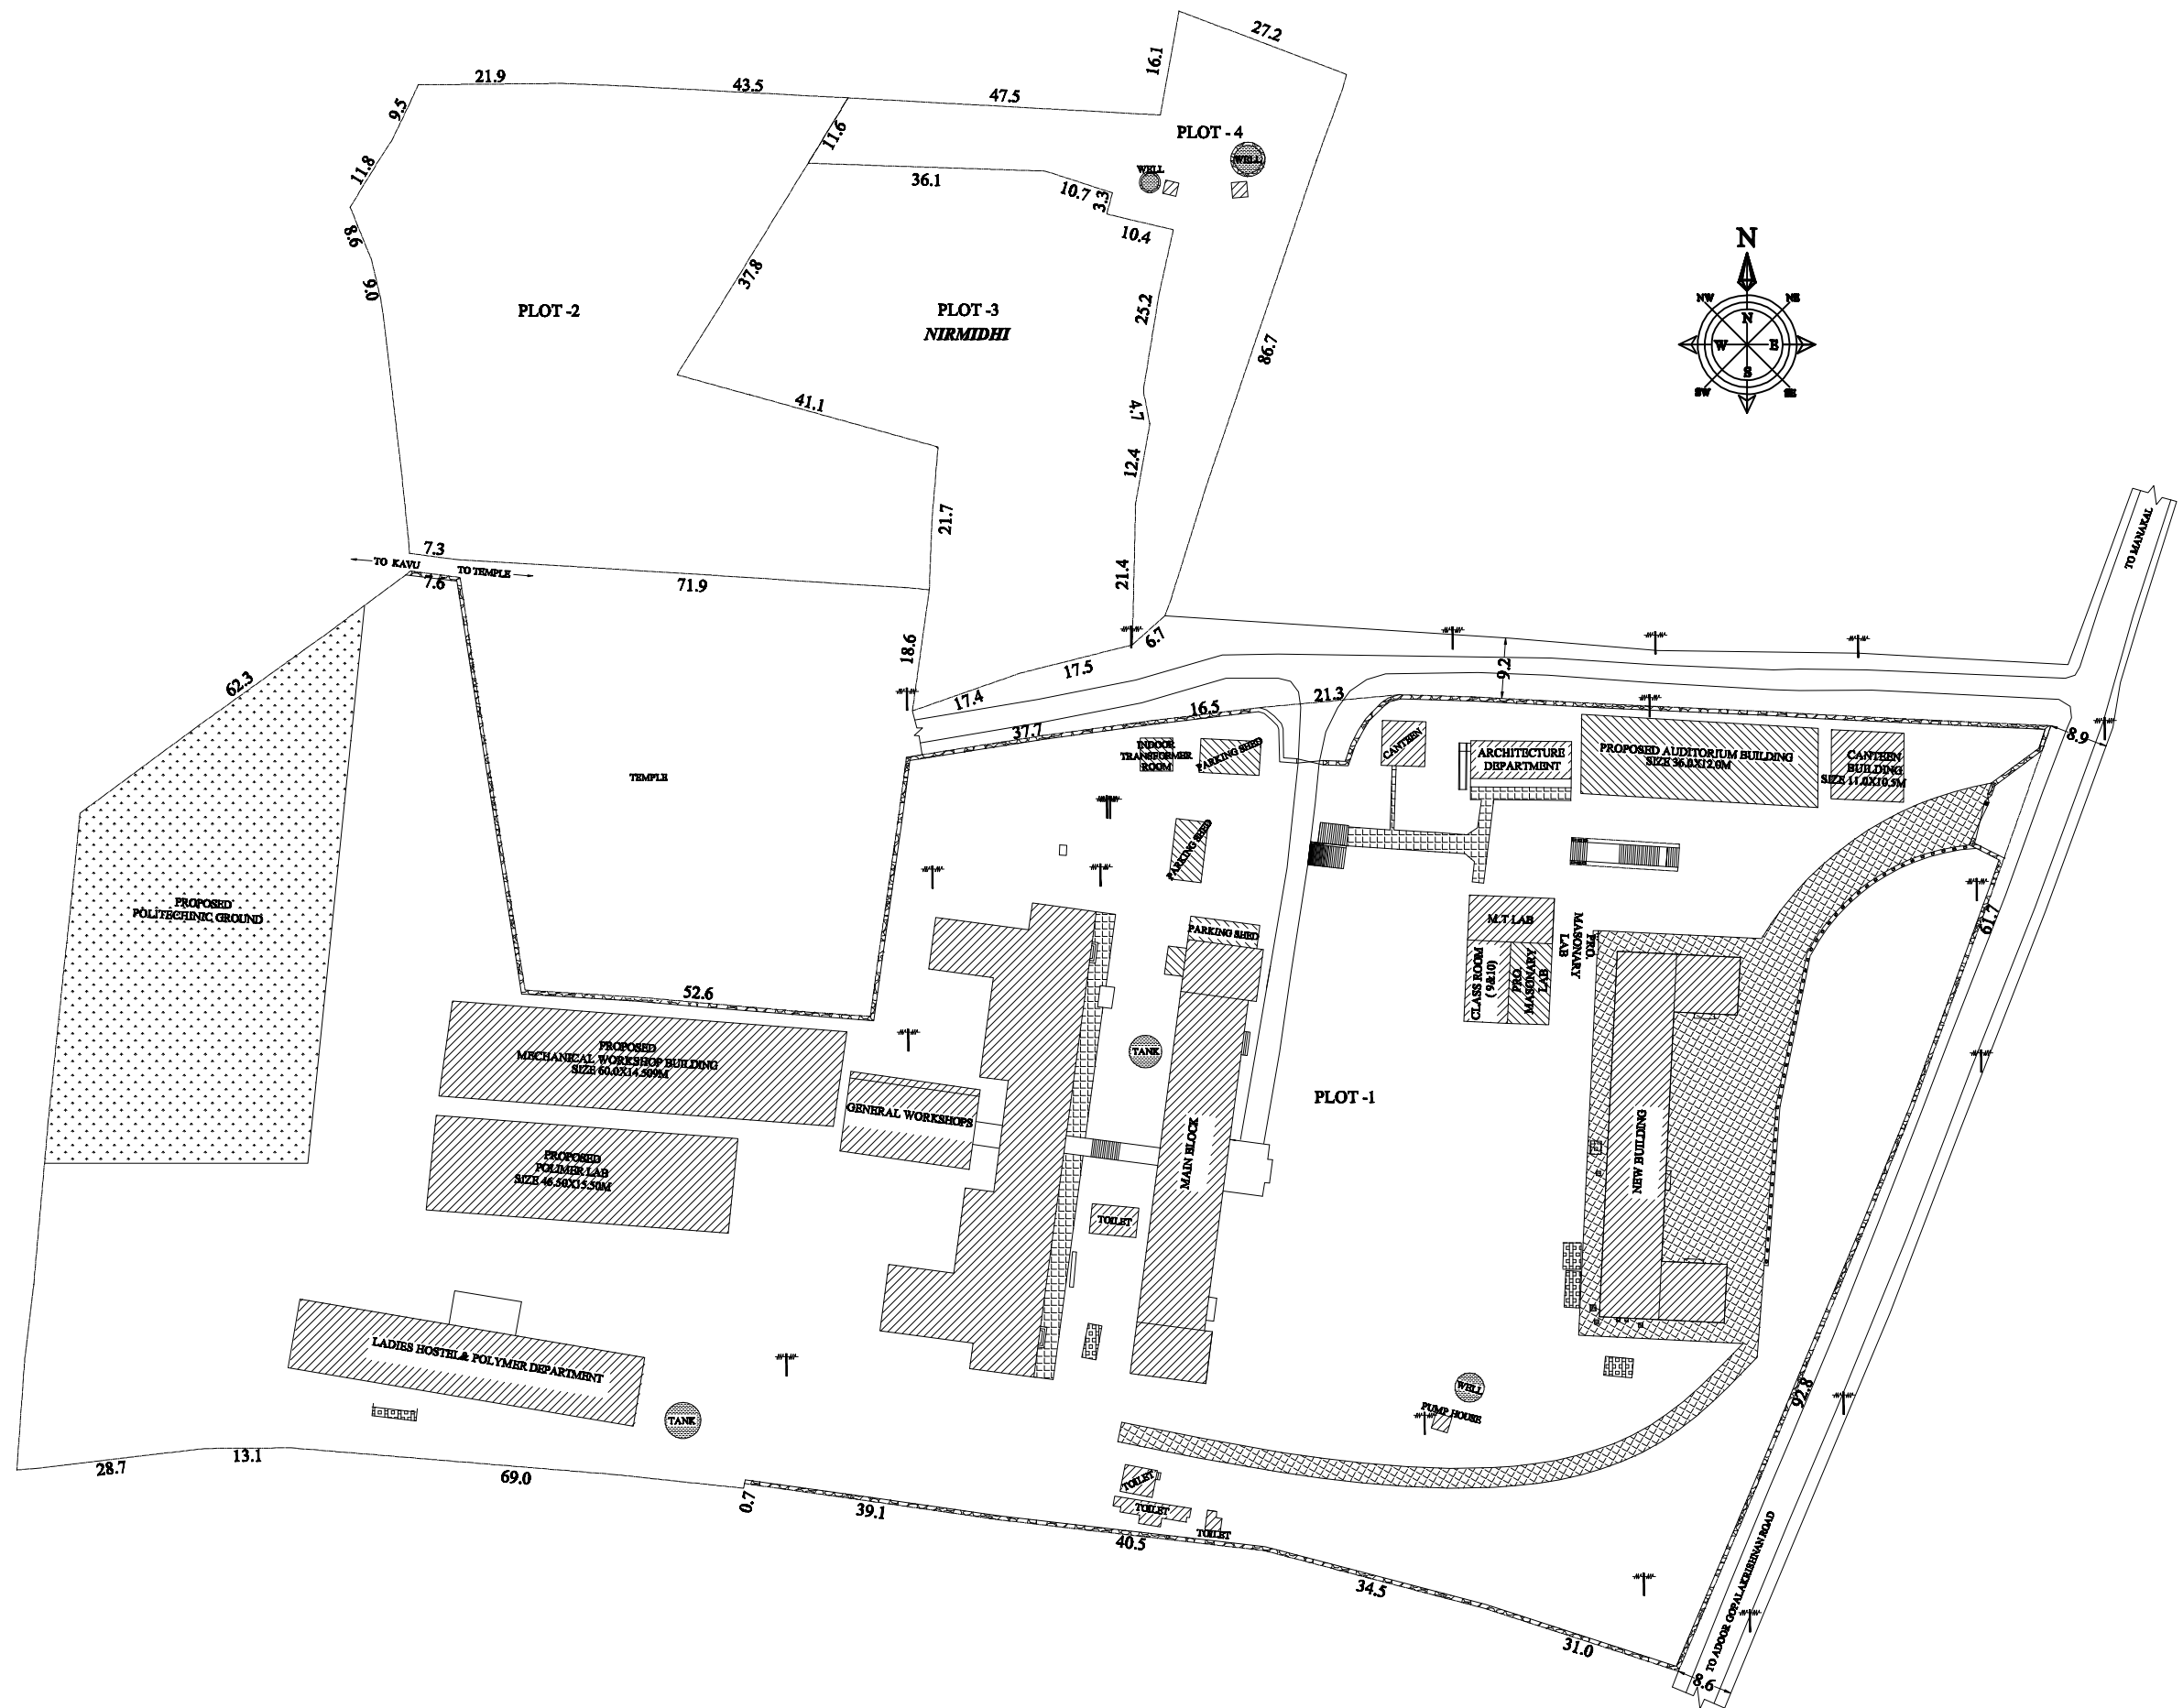 27.2
16.1
21.9
43.5
47.5
9.5
11.6
PLOT - 4
WELL
WELL
11.8
36.1
10.7
3.3
10.4
8.6
9.0
37.8
25.2
PLOT -2
PLOT -3
NIRMIDHI
86.7
41.1
4.7
12.4
21.7
21.4
N
NW
NE
N
W
E
S
SW
SE
TO MANAKAL
7.3
TO KAVU
TO TEMPLE
7.6
71.9
18.6
6.7
17.5
17.4
9.2
62.3
21.3
16.5
37.7
8.9
INDOOR
TRANSFORMER
ROOM
PARKING SHED
CANTEEN
ARCHITECTURE
DEPARTMENT
PROPOSED AUDITORIUM BUILDING
SIZE 36.0X12.0M
CANTEEN
BUILDING
SIZE 11.0X10.5M
TEMPLE
PARKING SHED
PROPOSED
POLITECHINIC GROUND
PARKING SHED
M.T LAB
PRO.
MASONARY
LAB
CLASS ROOM
( 9&10)
PRO.
MASONARY
LAB
61.7
52.6
PROPOSED
MECHANICAL WORKSHOP BUILDING
SIZE 60.0X14.509M
TANK
GENERAL WORKSHOPS
PLOT -1
MAIN BLOCK
NEW BUILDING
PROPOSED
POLIMER LAB
SIZE 46.50X15.50M
TOILET
LADIES HOSTEL& POLYMER DEPARTMENT
TANK
WELL
PUMP HOUSE
92.8
28.7
13.1
69.0
0.7
39.1
TOILET
TOILET
TOILET
40.5
34.5
31.0
8.6
TO ADOOR GOPALAKRISHNAN ROAD